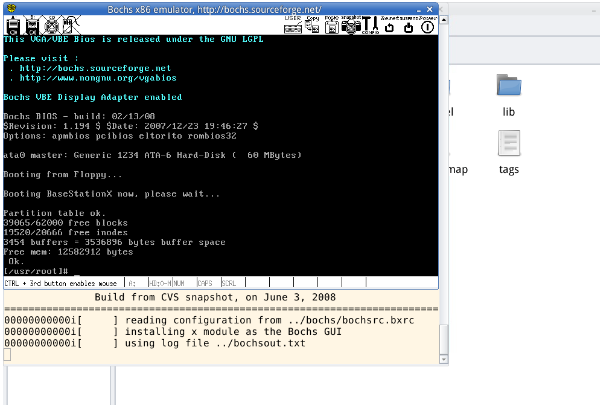 Bochs x86 emulator, http://bochs.sourceforge.net/
USER Copy Paste Snapshot Reset Suspend Power
CONFIG
This VGA/VBE Bios is released under the GNU LGPL
Please visit :
. http://bochs.sourceforge.net
. http://www.nongnu.org/vgabios
Bochs VBE Display Adapter enabled
Bochs BIOS - build: 02/13/08
$Revision: 1.194 $ $Date: 2007/12/23 19:46:27 $
Options: apmbios pcibios eltorito rombios32
ata0 master: Generic 1234 ATA-6 Hard-Disk ( 60 MBytes)
Booting from Floppy...
Booting BaseStationX now, please wait...
Partition table ok.
39065/62000 free blocks
19520/20666 free inodes
3454 buffers = 3536896 bytes buffer space
Free mem: 12582912 bytes
Ok.
[/usr/root]# _
CTRL + 3rd button enables mouse A: HD:0-M NUM CAPS SCRL
Build from CVS snapshot, on June 3, 2008
========================================================================
00000000000i[ ] reading configuration from ../bochs/bochsrc.bxrc
00000000000i[ ] installing x module as the Bochs GUI
00000000000i[ ] using log file ../bochsout.txt
el
lib
map
tags